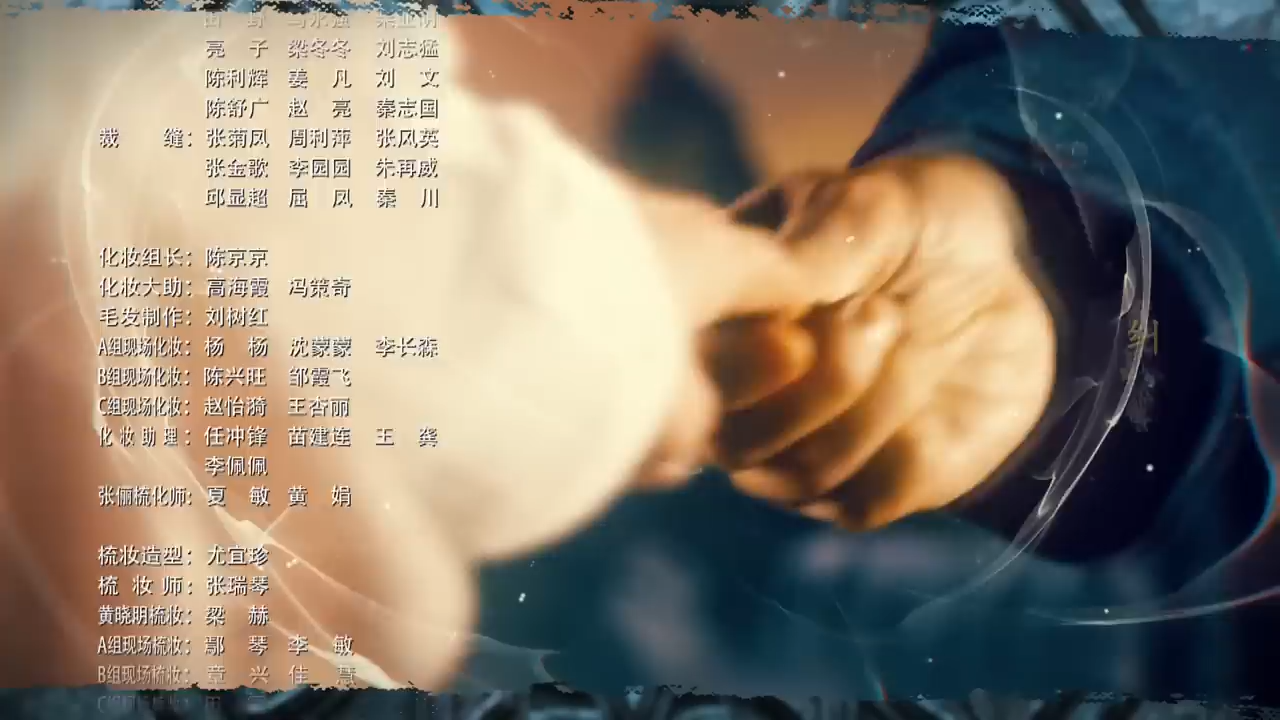 亮 子 梁冬冬 刘志猛
陈利辉 姜 凡 刘 文
陈舒广 赵 亮 秦志国
裁 缝：张菊凤 周利萍 张风英
张金歌 李园园 朱再威
邱显超 屈 凤 秦 川
化妆组长：陈京京
化妆大助：高海霞 冯策奇
毛发制作：刘树红
A组现场化妆：杨 杨 沈蒙蒙 李长森
B组现场化妆：陈兴旺 邹霞飞
C组现场化妆：赵怡漪 王杏丽
化妆助理：任冲锋 苗建连 王 龚
李佩佩
张俪梳化师：夏 敏 黄 娟
梳妆造型：尤宜珍
梳妆师：张瑞琴
黄晓明梳妆：梁 赫
A组现场梳妆：鄢 琴 李 敏
B组现场梳妆：章 兴 佳 慧